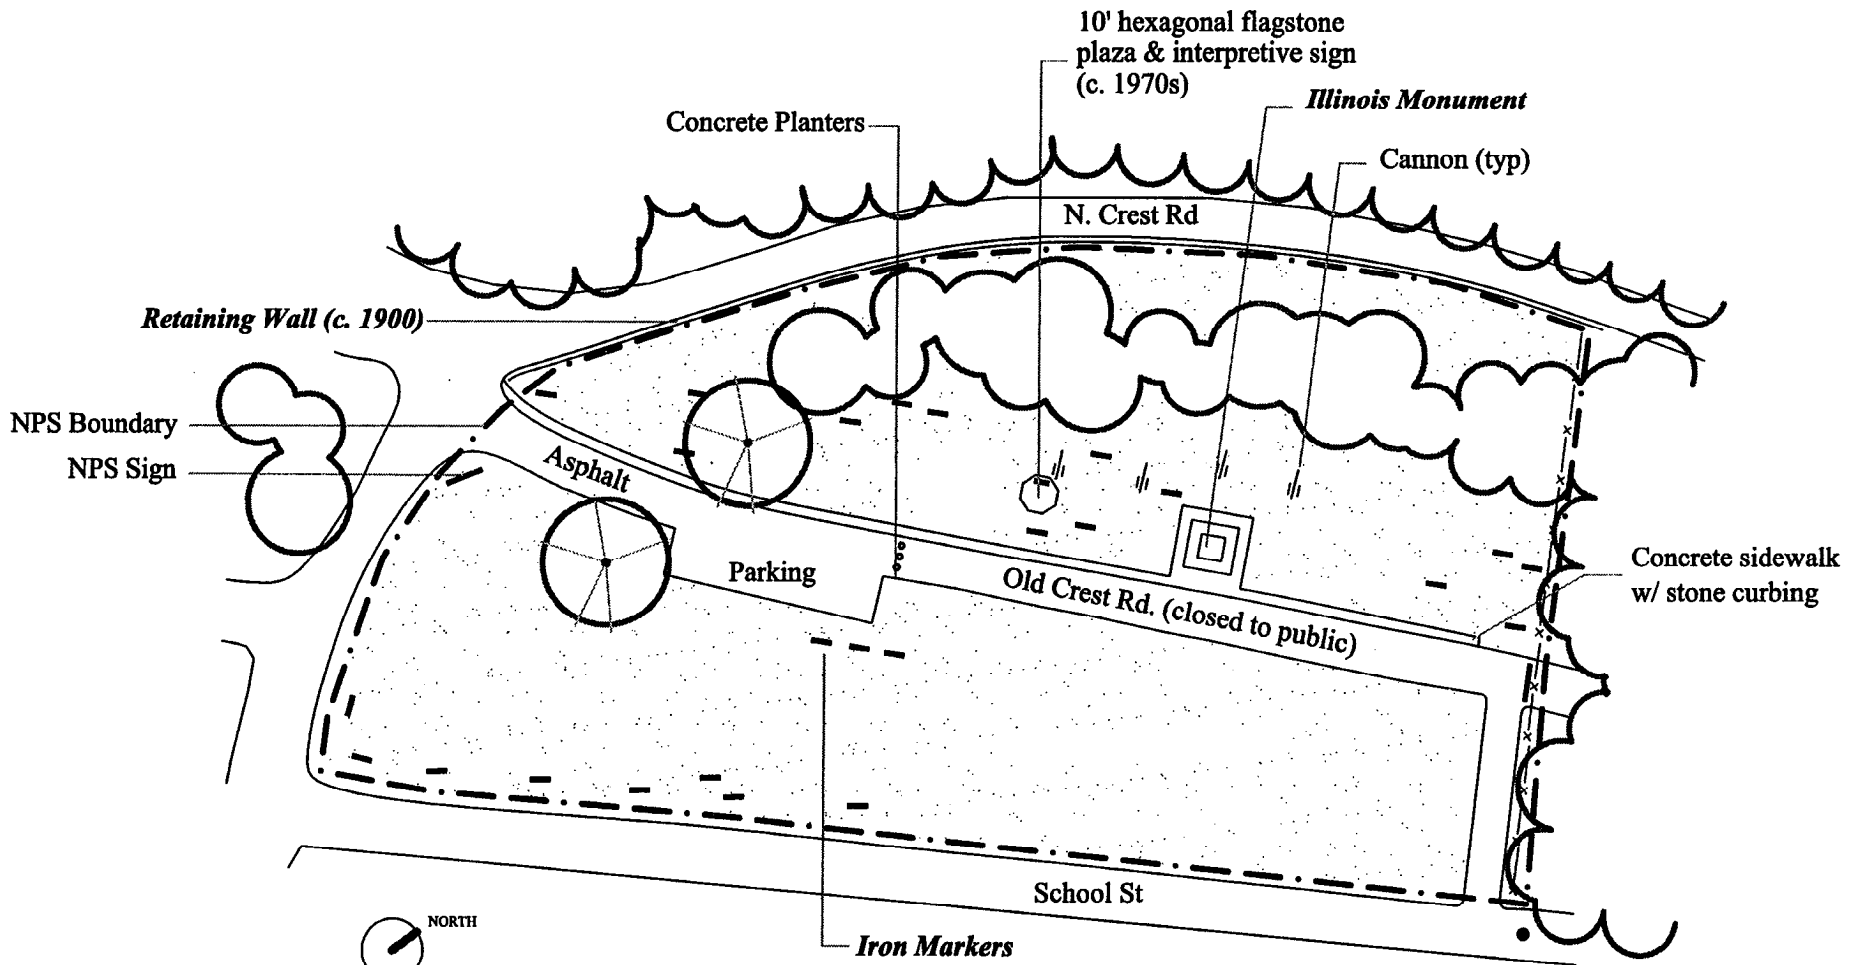 10' hexagonal flagstone
plaza & interpretive sign
(c. 1970s)
Illinois Monument
Concrete Planters
Cannon (typ)
N. Crest Rd
Retaining Wall (c. 1900)
NPS Boundary
NPS Sign
Asphalt
Parking
Old Crest Rd. (closed to public)
Concrete sidewalk
w/ stone curbing
School St
NORTH
Iron Markers